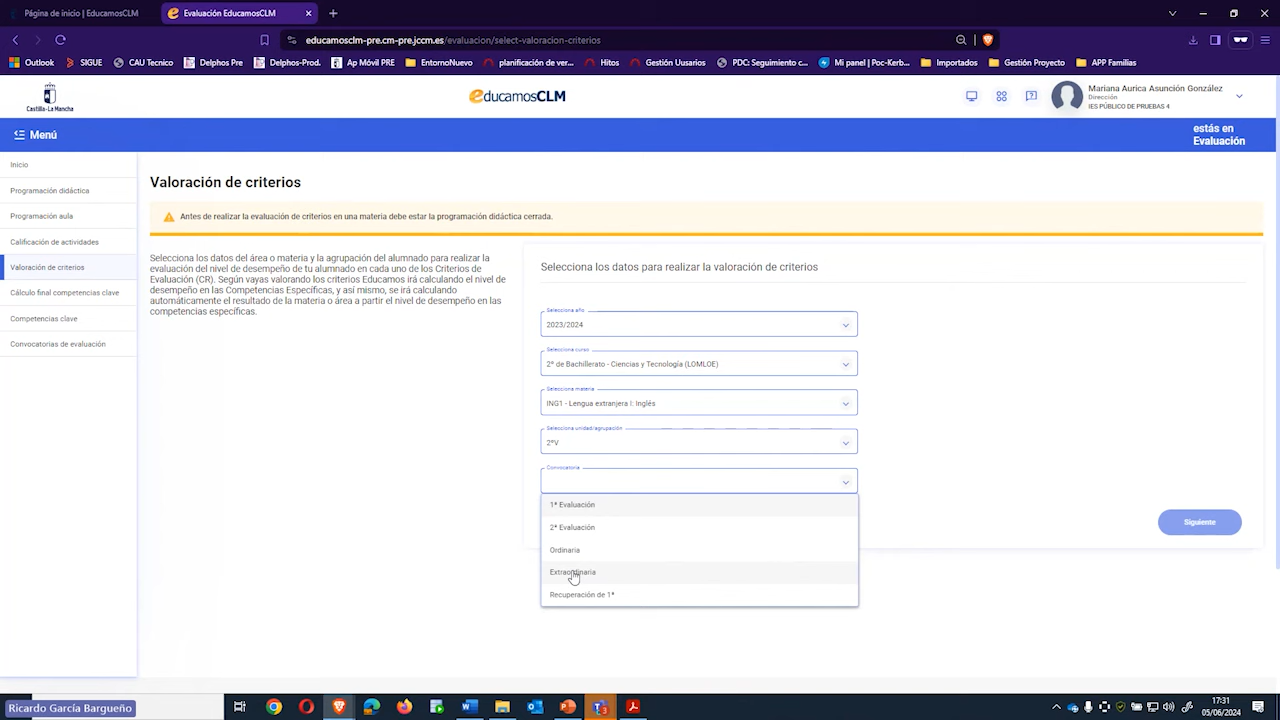 Página de inicio | EducamosCLM
Evaluación EducamosCLM
educamosclm-pre.cm-pre.jccm.es/evaluacion/select-valoracion-criterios
Outlook
SIGUE
CAU Tecnico
Delphos Pre
Delphos Pro
Ap Móvil PRE
EntornoNuevo
planificación de ver...
Hitos
Gestión Usuarios
PDC: Seguimiento c...
Mi panel | Poc-Kerb...
Importados
Gestión Proyecto
APP Familias
Castilla-La Mancha
educamosCLM
Mariana Aurica Asunción González
Dirección
IES PÚBLICO DE PRUEBAS 4
Menú
estás en
Evaluación
Inicio
Programación didáctica
Programación aula
Calificación de actividades
Valoración de criterios
Cálculo final competencias clave
Competencias clave
Convocatorias de evaluación
Valoración de criterios
Antes de realizar la evaluación de criterios en una materia debe estar la programación didáctica cerrada.
Selecciona los datos del área o materia y la agrupación del alumnado para realizar la
evaluación del nivel de desempeño de tu alumnado en cada uno de los Criterios de
Evaluación (CR). Según vayas valorando los criterios Educamos irá calculando el nivel de
desempeño en las Competencias Específicas, y así mismo, se irá calculando
automáticamente el resultado de la materia o área a partir el nivel de desempeño en las
competencias específicas.
Selecciona los datos para realizar la valoración de criterios
Selecciona año
2023/2024
Selecciona curso
2º de Bachillerato - Ciencias y Tecnología (LOMLOE)
Selecciona materia
ING1 - Lengua extranjera I: Inglés
Selecciona unidad/agrupación
2ºV
Convocatoria
1ª Evaluación
2ª Evaluación
Ordinaria
Extraordinaria
Recuperación de 1ª
Siguiente
Ricardo García Bargueño
17:31
05/06/2024